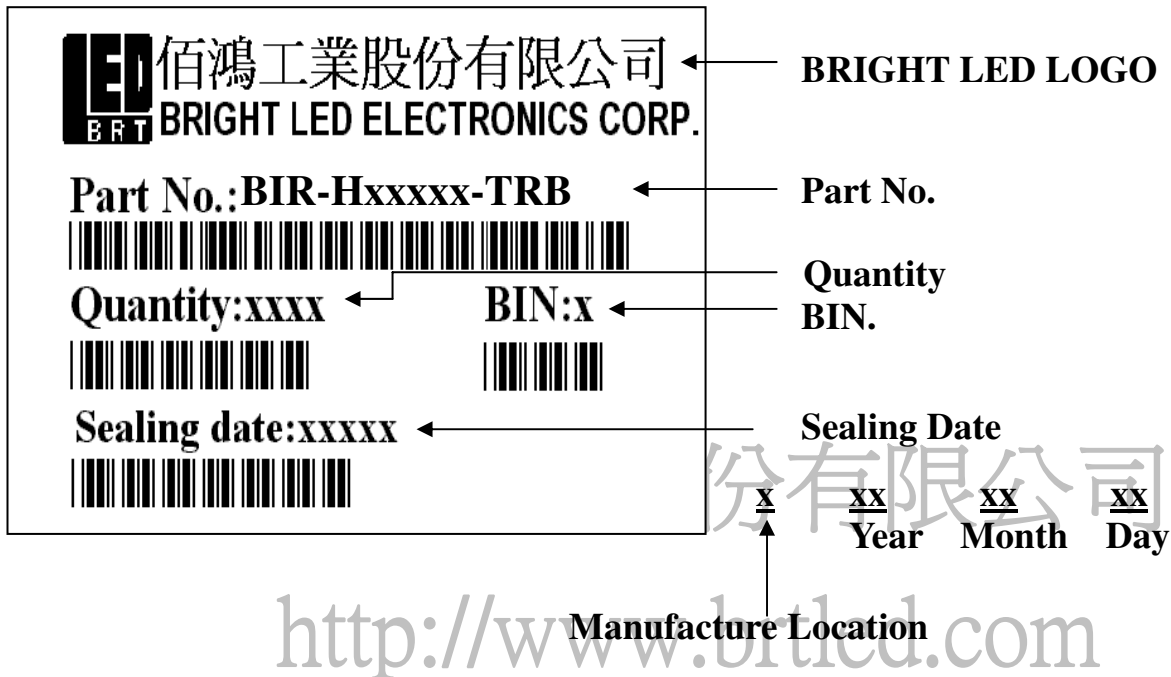 佰鴻工業股份有限公司
BRIGHT LED LOGO
LED
BRT
BRIGHT LED ELECTRONICS CORP.
Part No.:BIR-Hxxxxx-TRB
Part No.
Quantity
Quantity:xxxx
BIN:x
BIN.
Sealing date:xxxxx
Sealing Date
份有限公司
x xx xx xx
Year Month Day
Manufacture Location
http://www.brtled.com